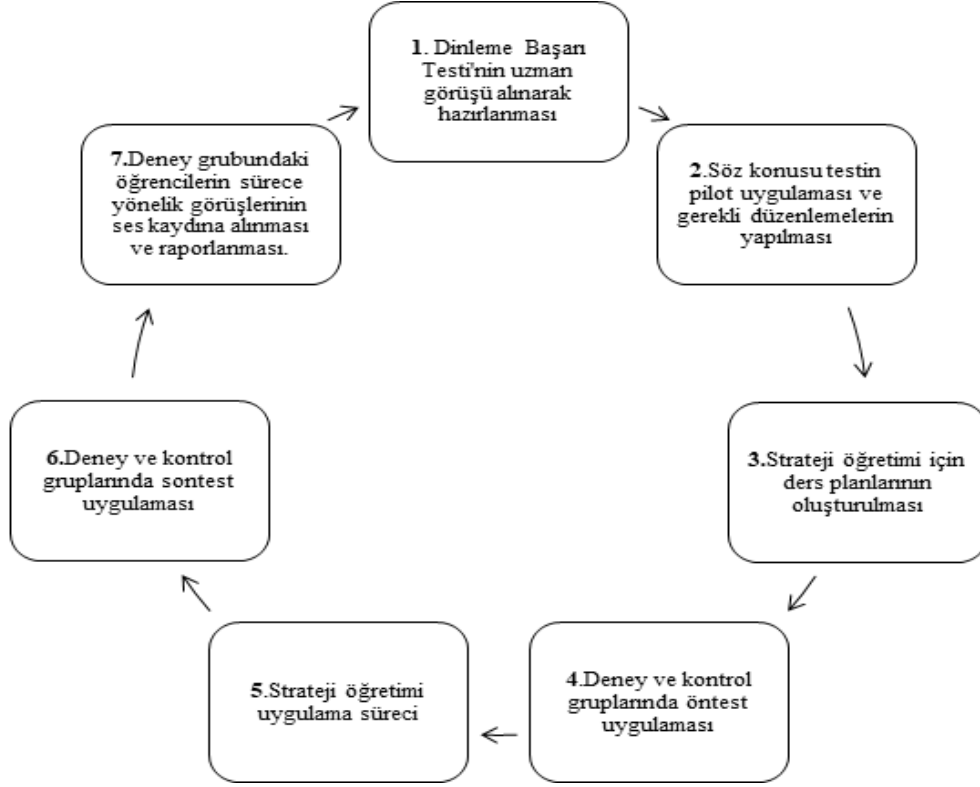 1. Dinleme Başarı
Testi'nin uzman
görüşü alınarak
hazırlanması
2.Söz konusu testin
pilot uygulaması ve
gerekli düzenlemelerin
yapılması
3.Strateji öğretimi için
ders planlarının
oluşturulması
4.Deney ve kontrol
gruplarında öntest
uygulaması
5.Strateji öğretimi
uygulama süreci
6.Deney ve kontrol
gruplarında sontest
uygulaması
7.Deney grubundaki
öğrencilerin sürece
yönelik görüşlerinin
ses kaydına alınması
ve raporlanması.